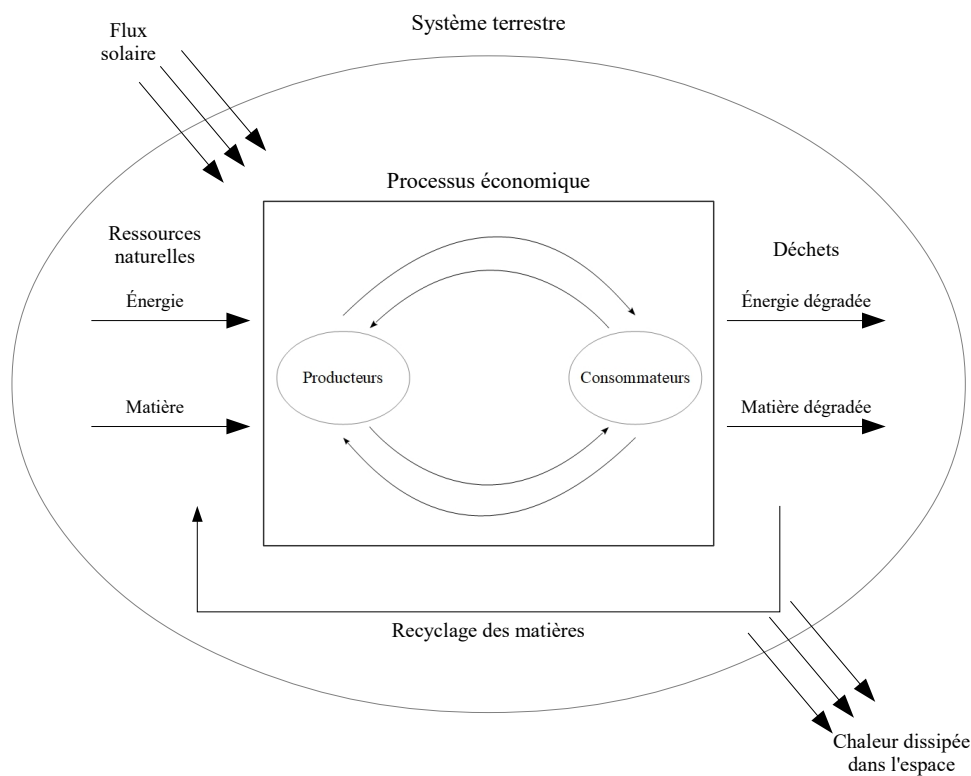 Système terrestre
Flux
solaire
Processus économique
Ressources
naturelles
Déchets
Énergie
Énergie dégradée
Producteurs
Consommateurs
Matière
Matière dégradée
Recyclage des matières
Chaleur dissipée
dans l'espace